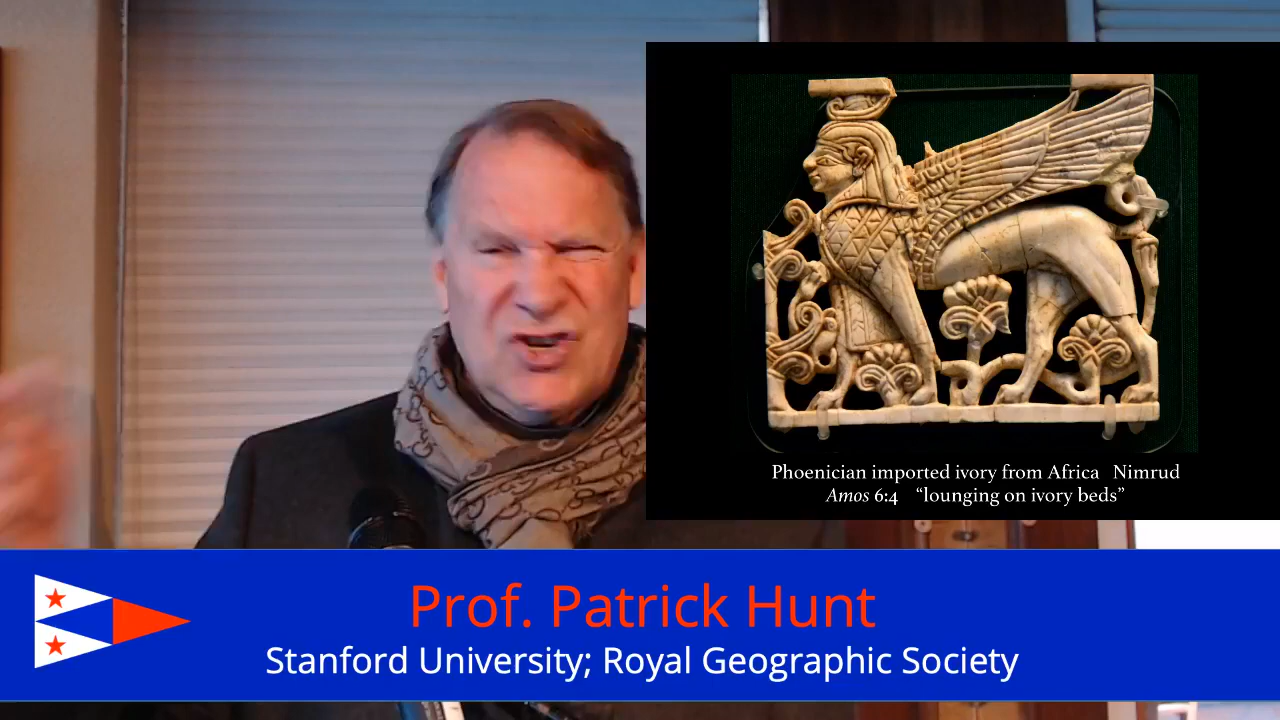 Phoenician imported ivory from Africa Nimrud
Amos 6:4 “lounging on ivory beds”
Prof. Patrick Hunt
Stanford University; Royal Geographic Society